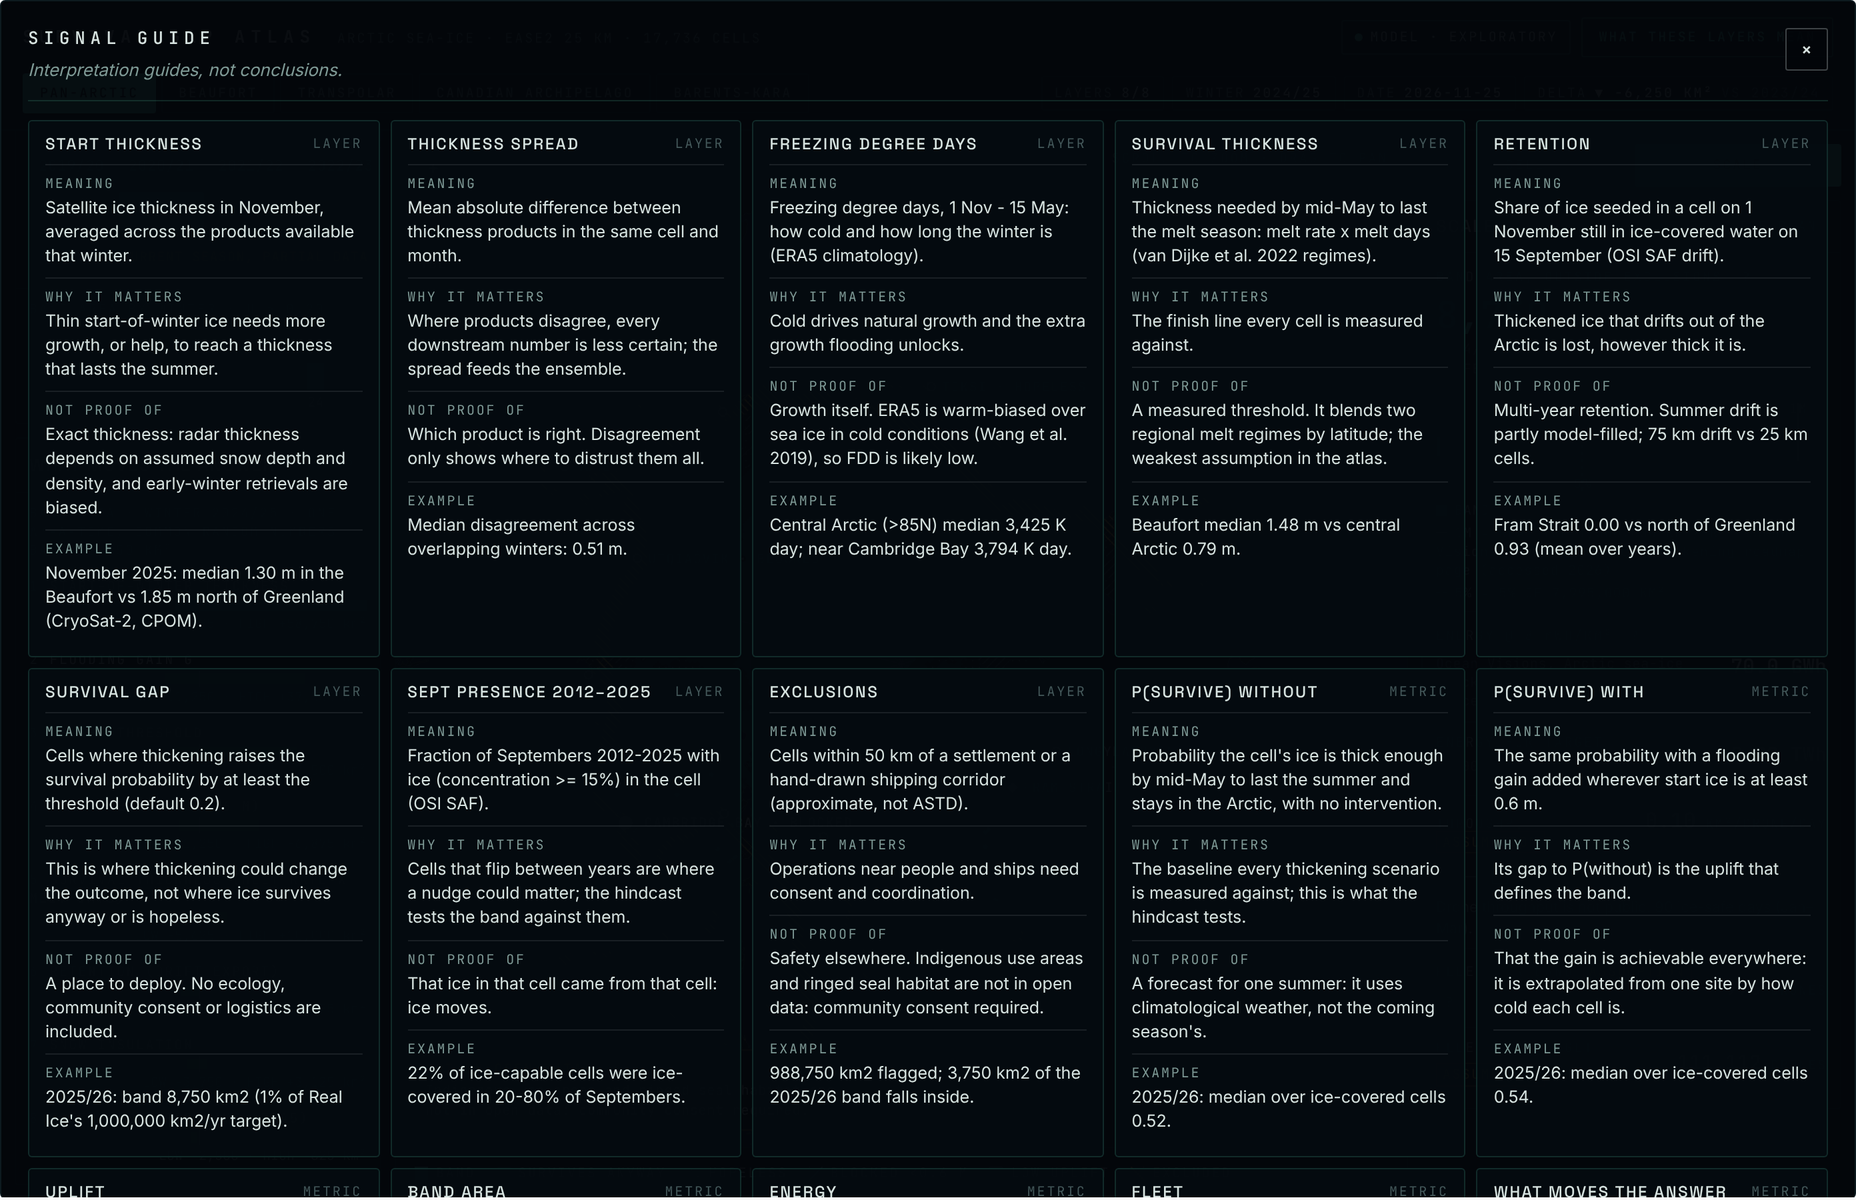 SIGNAL GUIDE
Interpretation guides, not conclusions.
×
START THICKNESS LAYER
MEANING
Satellite ice thickness in November,
averaged across the products available
that winter.
WHY IT MATTERS
Thin start-of-winter ice needs more
growth, or help, to reach a thickness
that lasts the summer.
NOT PROOF OF
Exact thickness: radar thickness
depends on assumed snow depth and
density, and early-winter retrievals are
biased.
EXAMPLE
November 2025: median 1.30 m in the
Beaufort vs 1.85 m north of Greenland
(CryoSat-2, CPOM).
THICKNESS SPREAD LAYER
MEANING
Mean absolute difference between
thickness products in the same cell and
month.
WHY IT MATTERS
Where products disagree, every
downstream number is less certain; the
spread feeds the ensemble.
NOT PROOF OF
Which product is right. Disagreement
only shows where to distrust them all.
EXAMPLE
Median disagreement across
overlapping winters: 0.51 m.
FREEZING DEGREE DAYS LAYER
MEANING
Freezing degree days, 1 Nov - 15 May:
how cold and how long the winter is
(ERA5 climatology).
WHY IT MATTERS
Cold drives natural growth and the extra
growth flooding unlocks.
NOT PROOF OF
Growth itself. ERA5 is warm-biased over
sea ice in cold conditions (Wang et al.
2019), so FDD is likely low.
EXAMPLE
Central Arctic (>85N) median 3,425 K
day; near Cambridge Bay 3,794 K day.
SURVIVAL THICKNESS LAYER
MEANING
Thickness needed by mid-May to last
the melt season: melt rate x melt days
(van Dijke et al. 2022 regimes).
WHY IT MATTERS
The finish line every cell is measured
against.
NOT PROOF OF
A measured threshold. It blends two
regional melt regimes by latitude; the
weakest assumption in the atlas.
EXAMPLE
Beaufort median 1.48 m vs central
Arctic 0.79 m.
RETENTION LAYER
MEANING
Share of ice seeded in a cell on 1
November still in ice-covered water on
15 September (OSI SAF drift).
WHY IT MATTERS
Thickened ice that drifts out of the
Arctic is lost, however thick it is.
NOT PROOF OF
Multi-year retention. Summer drift is
partly model-filled; 75 km drift vs 25 km
cells.
EXAMPLE
Fram Strait 0.00 vs north of Greenland
0.93 (mean over years).
SURVIVAL GAP LAYER
MEANING
Cells where thickening raises the
survival probability by at least the
threshold (default 0.2).
WHY IT MATTERS
This is where thickening could change
the outcome, not where ice survives
anyway or is hopeless.
NOT PROOF OF
A place to deploy. No ecology,
community consent or logistics are
included.
EXAMPLE
2025/26: band 8,750 km2 (1% of Real
Ice's 1,000,000 km2/yr target).
SEPT PRESENCE 2012–2025 LAYER
MEANING
Fraction of Septembers 2012-2025 with
ice (concentration >= 15%) in the cell
(OSI SAF).
WHY IT MATTERS
Cells that flip between years are where
a nudge could matter; the hindcast
tests the band against them.
NOT PROOF OF
That ice in that cell came from that cell:
ice moves.
EXAMPLE
22% of ice-capable cells were ice-
covered in 20-80% of Septembers.
EXCLUSIONS LAYER
MEANING
Cells within 50 km of a settlement or a
hand-drawn shipping corridor
(approximate, not ASTD).
WHY IT MATTERS
Operations near people and ships need
consent and coordination.
NOT PROOF OF
Safety elsewhere. Indigenous use areas
and ringed seal habitat are not in open
data: community consent required.
EXAMPLE
988,750 km2 flagged; 3,750 km2 of the
2025/26 band falls inside.
P(SURVIVE) WITHOUT METRIC
MEANING
Probability the cell's ice is thick enough
by mid-May to last the summer and
stays in the Arctic, with no intervention.
WHY IT MATTERS
The baseline every thickening scenario
is measured against; this is what the
hindcast tests.
NOT PROOF OF
A forecast for one summer: it uses
climatological weather, not the coming
season's.
EXAMPLE
2025/26: median over ice-covered cells
0.52.
P(SURVIVE) WITH METRIC
MEANING
The same probability with a flooding
gain added wherever start ice is at least
0.6 m.
WHY IT MATTERS
Its gap to P(without) is the uplift that
defines the band.
NOT PROOF OF
That the gain is achievable everywhere:
it is extrapolated from one site by how
cold each cell is.
EXAMPLE
2025/26: median over ice-covered cells
0.54.
UPLIFT METRIC
BAND AREA METRIC
ENERGY METRIC
FLEET METRIC
WHAT MOVES THE ANSWER METRIC